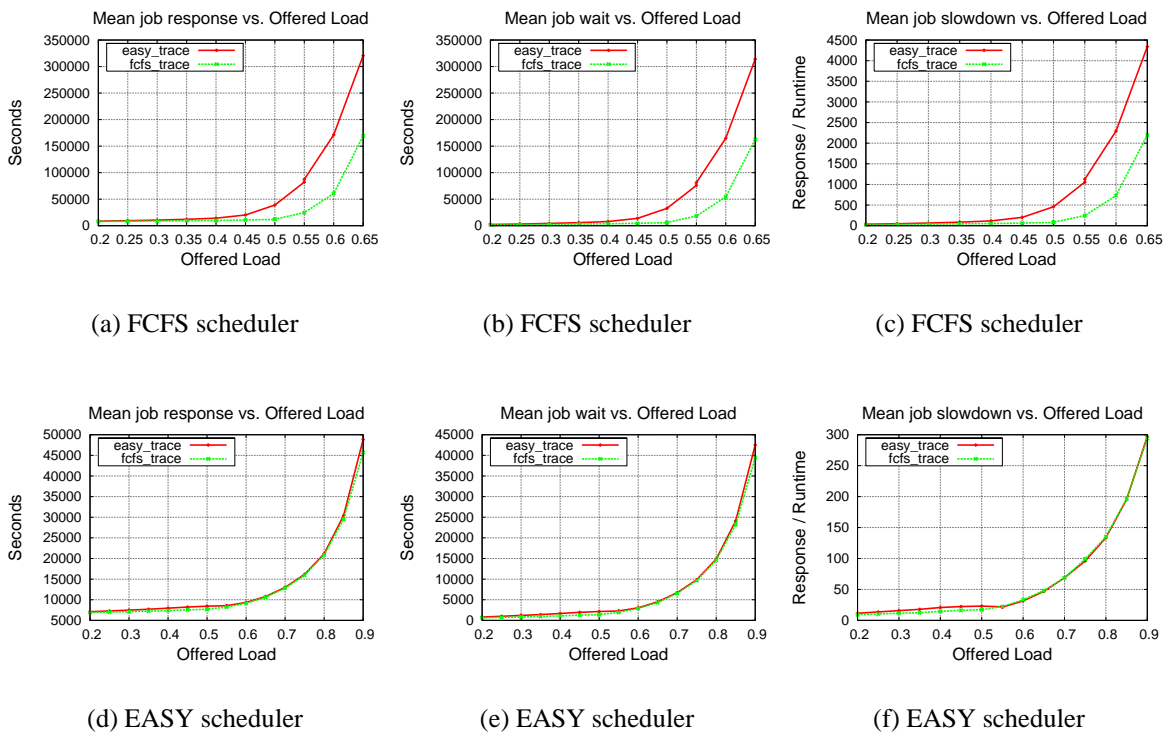 Mean job response vs. Offered Load
350000
300000
250000
200000
150000
100000
50000
0
Seconds
easy_trace
fcfs_trace
0.2 0.25 0.3 0.35 0.4 0.45 0.5 0.55 0.6 0.65
Offered Load
(a) FCFS scheduler
Mean job wait vs. Offered Load
350000
300000
250000
200000
150000
100000
50000
0
Seconds
easy_trace
fcfs_trace
0.2 0.25 0.3 0.35 0.4 0.45 0.5 0.55 0.6 0.65
Offered Load
(b) FCFS scheduler
Mean job slowdown vs. Offered Load
4500
4000
3500
3000
2500
2000
1500
1000
500
0
Response / Runtime
easy_trace
fcfs_trace
0.2 0.25 0.3 0.35 0.4 0.45 0.5 0.55 0.6 0.65
Offered Load
(c) FCFS scheduler
Mean job response vs. Offered Load
50000
45000
40000
35000
30000
25000
20000
15000
10000
5000
Seconds
easy_trace
fcfs_trace
0.2 0.3 0.4 0.5 0.6 0.7 0.8 0.9
Offered Load
(d) EASY scheduler
Mean job wait vs. Offered Load
45000
40000
35000
30000
25000
20000
15000
10000
5000
0
Seconds
easy_trace
fcfs_trace
0.2 0.3 0.4 0.5 0.6 0.7 0.8 0.9
Offered Load
(e) EASY scheduler
Mean job slowdown vs. Offered Load
300
250
200
150
100
50
0
Response / Runtime
easy_trace
fcfs_trace
0.2 0.3 0.4 0.5 0.6 0.7 0.8 0.9
Offered Load
(f) EASY scheduler